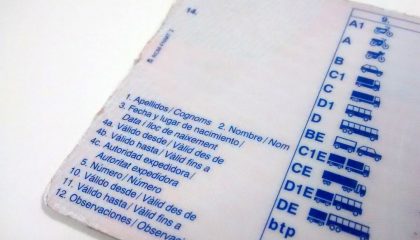 14.
9.
1. Apellidos / Cognoms 2. Nombre / Nom
3. Fecha y lugar de nacimiento /
Data i lloc de naixement
4a. Válido desde / Vàlid des de
4b. Válido hasta / Vàlid fins a
4c. Autoridad expedidora /
Autoritat expedidora
5. Número / Número
10. Válido desde / Vàlid des de
11. Válido hasta / Vàlid fins a
12. Observaciones / Observacions
A1
A
B
C1
C
D1
D
BE
C1E
CE
D1E
DE
btp